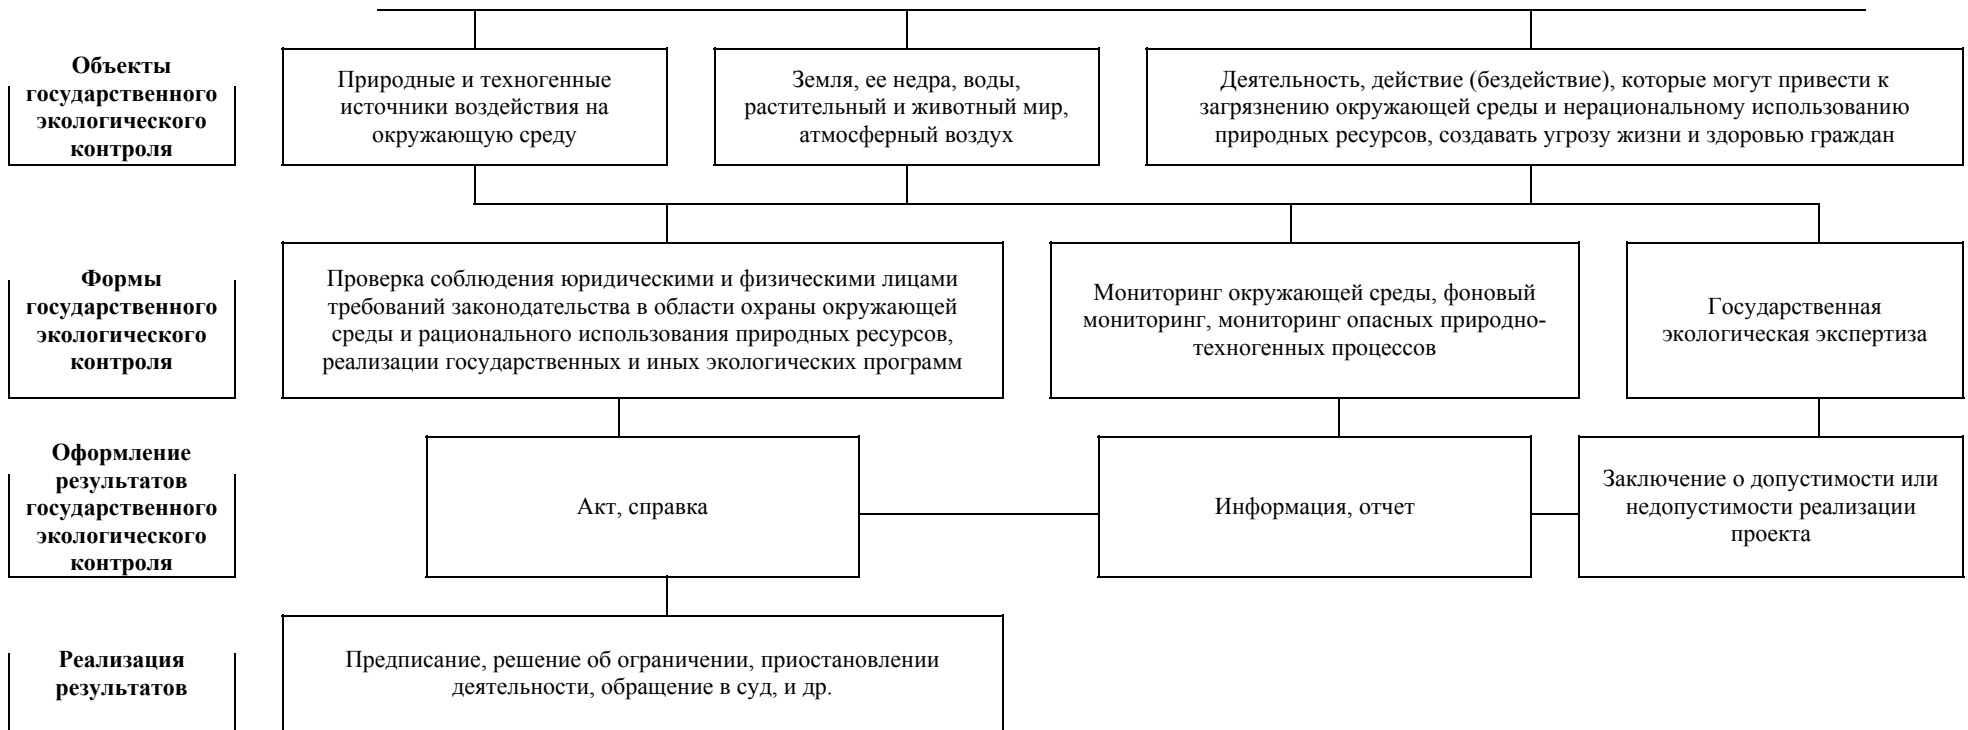 Объекты
государственного
экологического
контроля
Природные и техногенные
источники воздействия на
окружающую среду
Земля, ее недра, воды,
растительный и животный мир,
атмосферный воздух
Деятельность, действие (бездействие), которые могут привести к
загрязнению окружающей среды и нерациональному использованию
природных ресурсов, создавать угрозу жизни и здоровью граждан
Формы
государственного
экологического
контроля
Проверка соблюдения юридическими и физическими лицами
требований законодательства в области охраны окружающей
среды и рационального использования природных ресурсов,
реализации государственных и иных экологических программ
Мониторинг окружающей среды, фоновый
мониторинг, мониторинг опасных природно-
техногенных процессов
Государственная
экологическая экспертиза
Оформление
результатов
государственного
экологического
контроля
Акт, справка
Информация, отчет
Заключение о допустимости или
недопустимости реализации
проекта
Реализация
результатов
Предписание, решение об ограничении, приостановлении
деятельности, обращение в суд, и др.